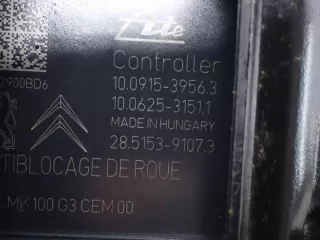 Ate
Controller
2900BD6
10.0915-3956.3
10.0625-3151.1
MADE IN HUNGARY
28.5153-9107.3
TIBLOCAGE DE ROUE
C MK 100 G3 CEM 00